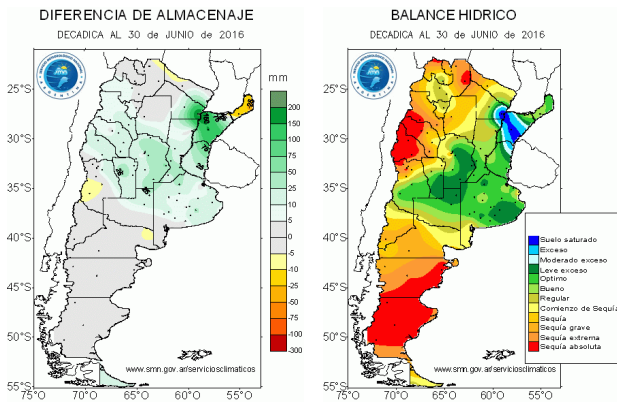 DIFERENCIA DE ALMACENAJE
DECADICA AL 30 de JUNIO de 2016
25°S
30°S
35°S
40°S
45°S
50°S
55°S
75°W
70°W
65°W
60°W
55°W
www.smn.gov.ar/serviciosclimaticos
mm
200
150
75
50
25
10
5
0
-5
-10
-25
-50
-75
-100
-300
BALANCE HIDRICO
DECADICA AL 30 de JUNIO de 2016
25°S
30°S
35°S
40°S
45°S
50°S
55°S
75°W
70°W
65°W
60°W
55°W
www.smn.gov.ar/serviciosclimaticos
Suelo saturado
Exceso
Moderado exceso
Leve exceso
Optimo
Bueno
Regular
Comienzo de Sequía
Sequía
Sequía grave
Sequía extrema
Sequía absoluta